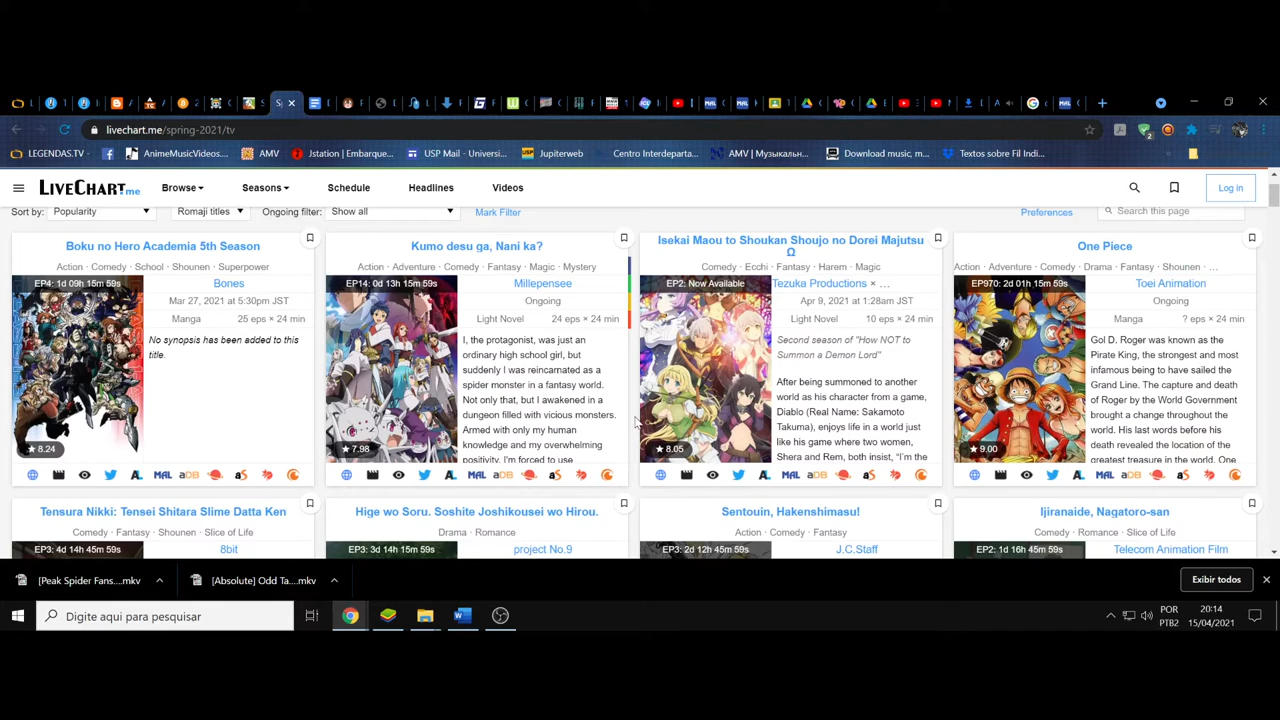 livechart.me/spring-2021/tv
LEGENDAS.TV -
AnimeMusicVideos...
AMV
Jstation | Embarque...
USP Mail - Universi...
Jupiterweb
Centro Interdeparta...
AMV | Музыкальн...
Download music, m...
Textos sobre Fil Indi...
LIVECHART.me
Browse
Seasons
Schedule
Headlines
Videos
Log in
Sort by: Popularity
Romaji titles
Ongoing filter: Show all
Mark Filter
Preferences
Search this page
Boku no Hero Academia 5th Season
Action - Comedy - School - Shounen - Superpower
EP4: 1d 09h 15m 59s
Bones
Mar 27, 2021 at 5:30pm JST
Manga 25 eps × 24 min
No synopsis has been added to this
title.
8.24
Kumo desu ga, Nani ka?
Action - Adventure - Comedy - Fantasy - Magic - Mystery
EP14: 0d 13h 15m 59s
Millepensee
Ongoing
Light Novel 24 eps × 24 min
I, the protagonist, was just an
ordinary high school girl, but
suddenly I was reincarnated as a
spider monster in a fantasy world.
Not only that, but I awakened in a
dungeon filled with vicious monsters.
Armed with only my human
knowledge and my overwhelming
positivity, I'm forced to use
7.98
Isekai Maou to Shoukan Shoujo no Dorei Majutsu
Ω
Comedy - Ecchi - Fantasy - Harem - Magic
EP2: Now Available
Tezuka Productions × ...
Apr 9, 2021 at 1:28am JST
Light Novel 10 eps × 24 min
Second season of "How NOT to
Summon a Demon Lord"
After being summoned to another
world as his character from a game,
Diablo (Real Name: Sakamoto
Takuma), enjoys life in a world just
like his game where two women,
Shera and Rem, both insist, "I'm the
8.05
One Piece
Action - Adventure - Comedy - Drama - Fantasy - Shounen - ...
EP970: 2d 01h 15m 59s
Toei Animation
Ongoing
Manga ? eps × 24 min
Gol D. Roger was known as the
Pirate King, the strongest and most
infamous being to have sailed the
Grand Line. The capture and death
of Roger by the World Government
brought a change throughout the
world. His last words before his
death revealed the location of the
greatest treasure in the world, One
9.00
Tensura Nikki: Tensei Shitara Slime Datta Ken
Comedy - Fantasy - Shounen - Slice of Life
EP3: 4d 14h 45m 59s
8bit
Hige wo Soru. Soshite Joshikousei wo Hirou.
Drama - Romance
EP3: 3d 14h 15m 59s
project No.9
Sentouin, Hakenshimasu!
Action - Comedy - Fantasy
EP3: 2d 12h 45m 59s
J.C.Staff
Ijiranaide, Nagatoro-san
Comedy - Romance - Slice of Life
EP2: 1d 16h 45m 59s
Telecom Animation Film
[Peak Spider Fans....mkv
[Absolute] Odd Ta....mkv
Exibir todos
Digite aqui para pesquisar
POR
PTB2
20:14
15/04/2021